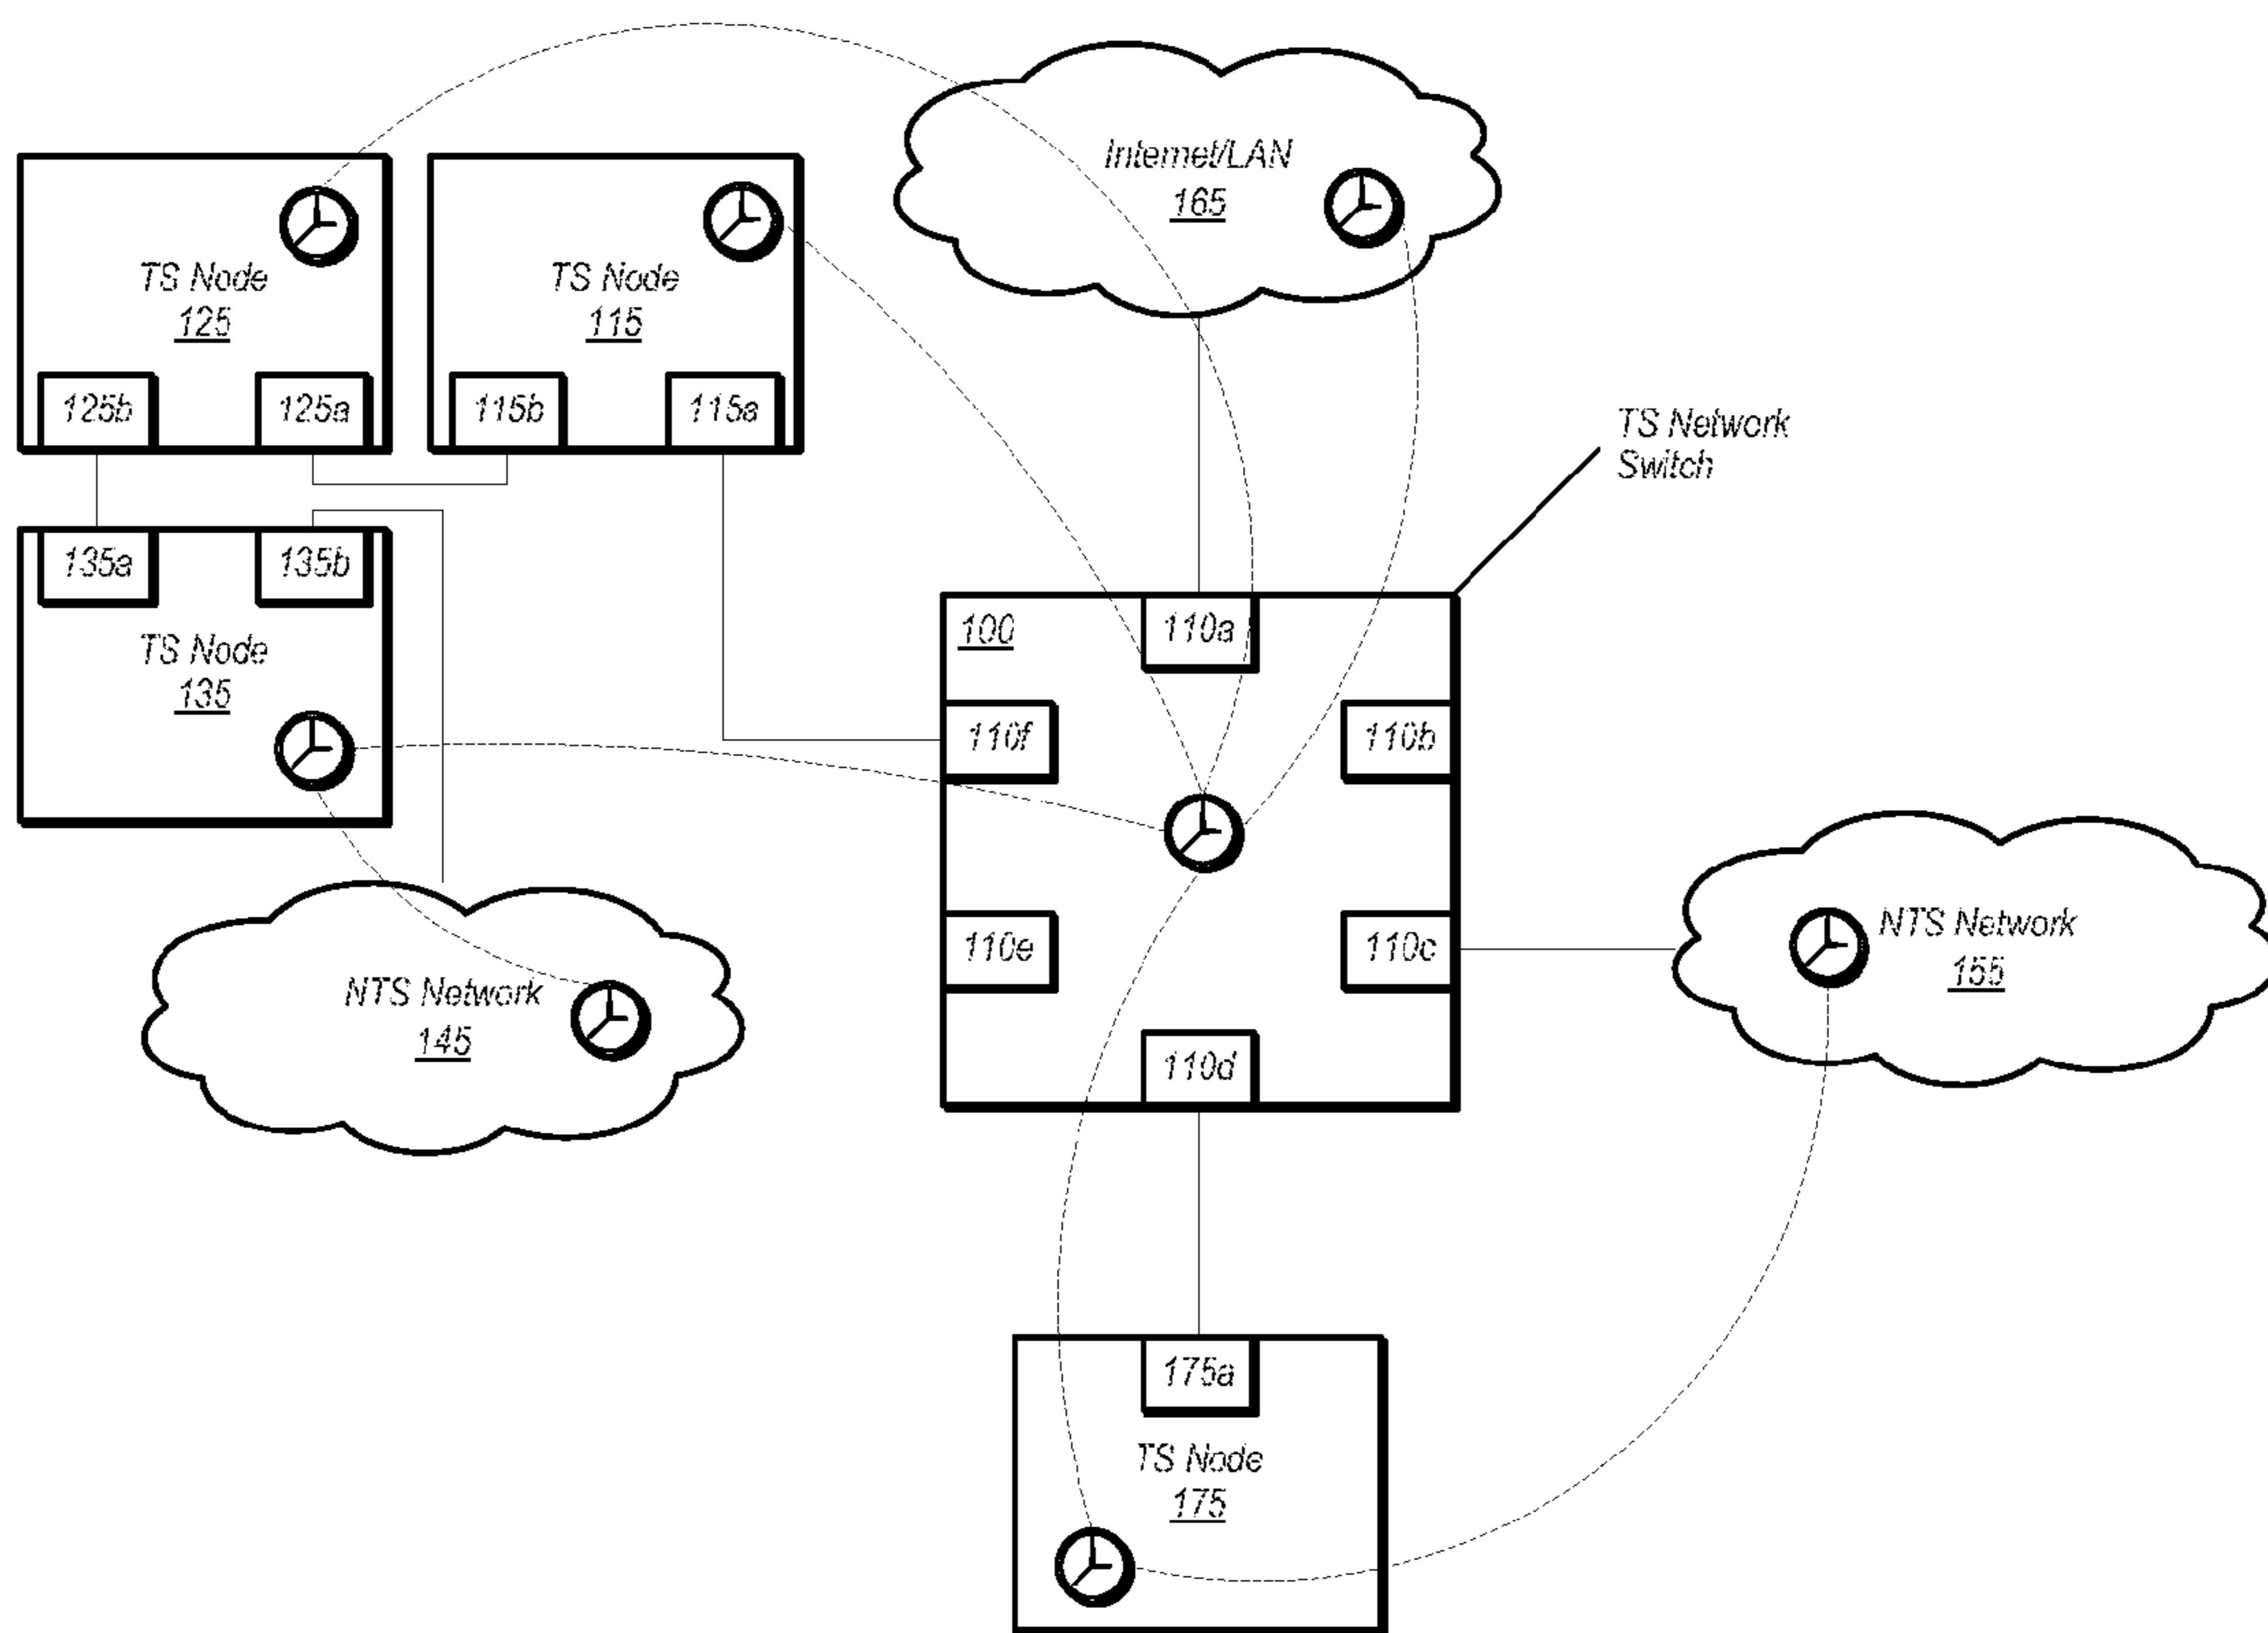 Internet/LAN
165
TS Node
125
125b
125a
TS Node
115
115b
115a
TS Network
Switch
135a
135b
TS Node
135
100
110a
110f
110b
110e
110c
110d
NTS Network
145
NTS Network
155
175a
TS Node
175